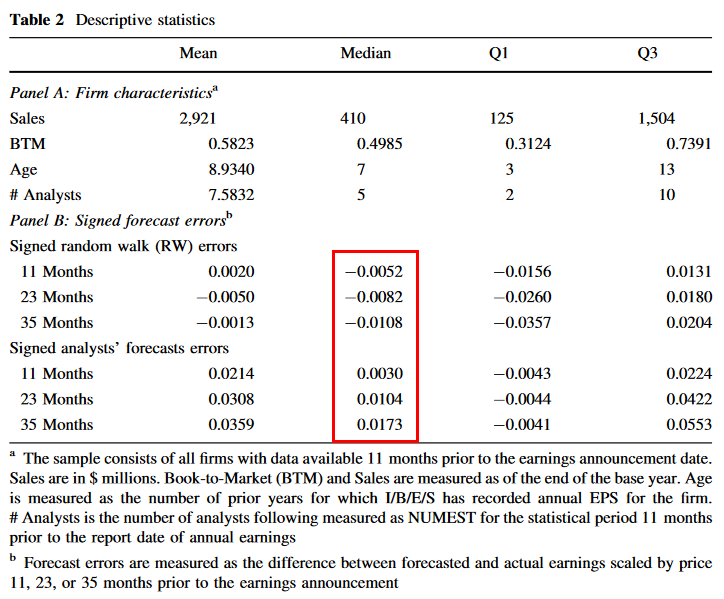 Table 2 Descriptive statistics
Mean Median Q1 Q3
Panel A: Firm characteristicsᵃ
Sales 2,921 410 125 1,504
BTM 0.5823 0.4985 0.3124 0.7391
Age 8.9340 7 3 13
# Analysts 7.5832 5 2 10
Panel B: Signed forecast errorsᵇ
Signed random walk (RW) errors
11 Months 0.0020 −0.0052 −0.0156 0.0131
23 Months −0.0050 −0.0082 −0.0260 0.0180
35 Months −0.0013 −0.0108 −0.0357 0.0204
Signed analysts’ forecasts errors
11 Months 0.0214 0.0030 −0.0043 0.0224
23 Months 0.0308 0.0104 −0.0044 0.0422
35 Months 0.0359 0.0173 −0.0041 0.0553
ᵃ The sample consists of all firms with data available 11 months prior to the earnings announcement date.
Sales are in $ millions. Book-to-Market (BTM) and Sales are measured as of the end of the base year. Age
is measured as the number of prior years for which I/B/E/S has recorded annual EPS for the firm.
# Analysts is the number of analysts following measured as NUMEST for the statistical period 11 months
prior to the report date of annual earnings
ᵇ Forecast errors are measured as the difference between forecasted and actual earnings scaled by price
11, 23, or 35 months prior to the earnings announcement